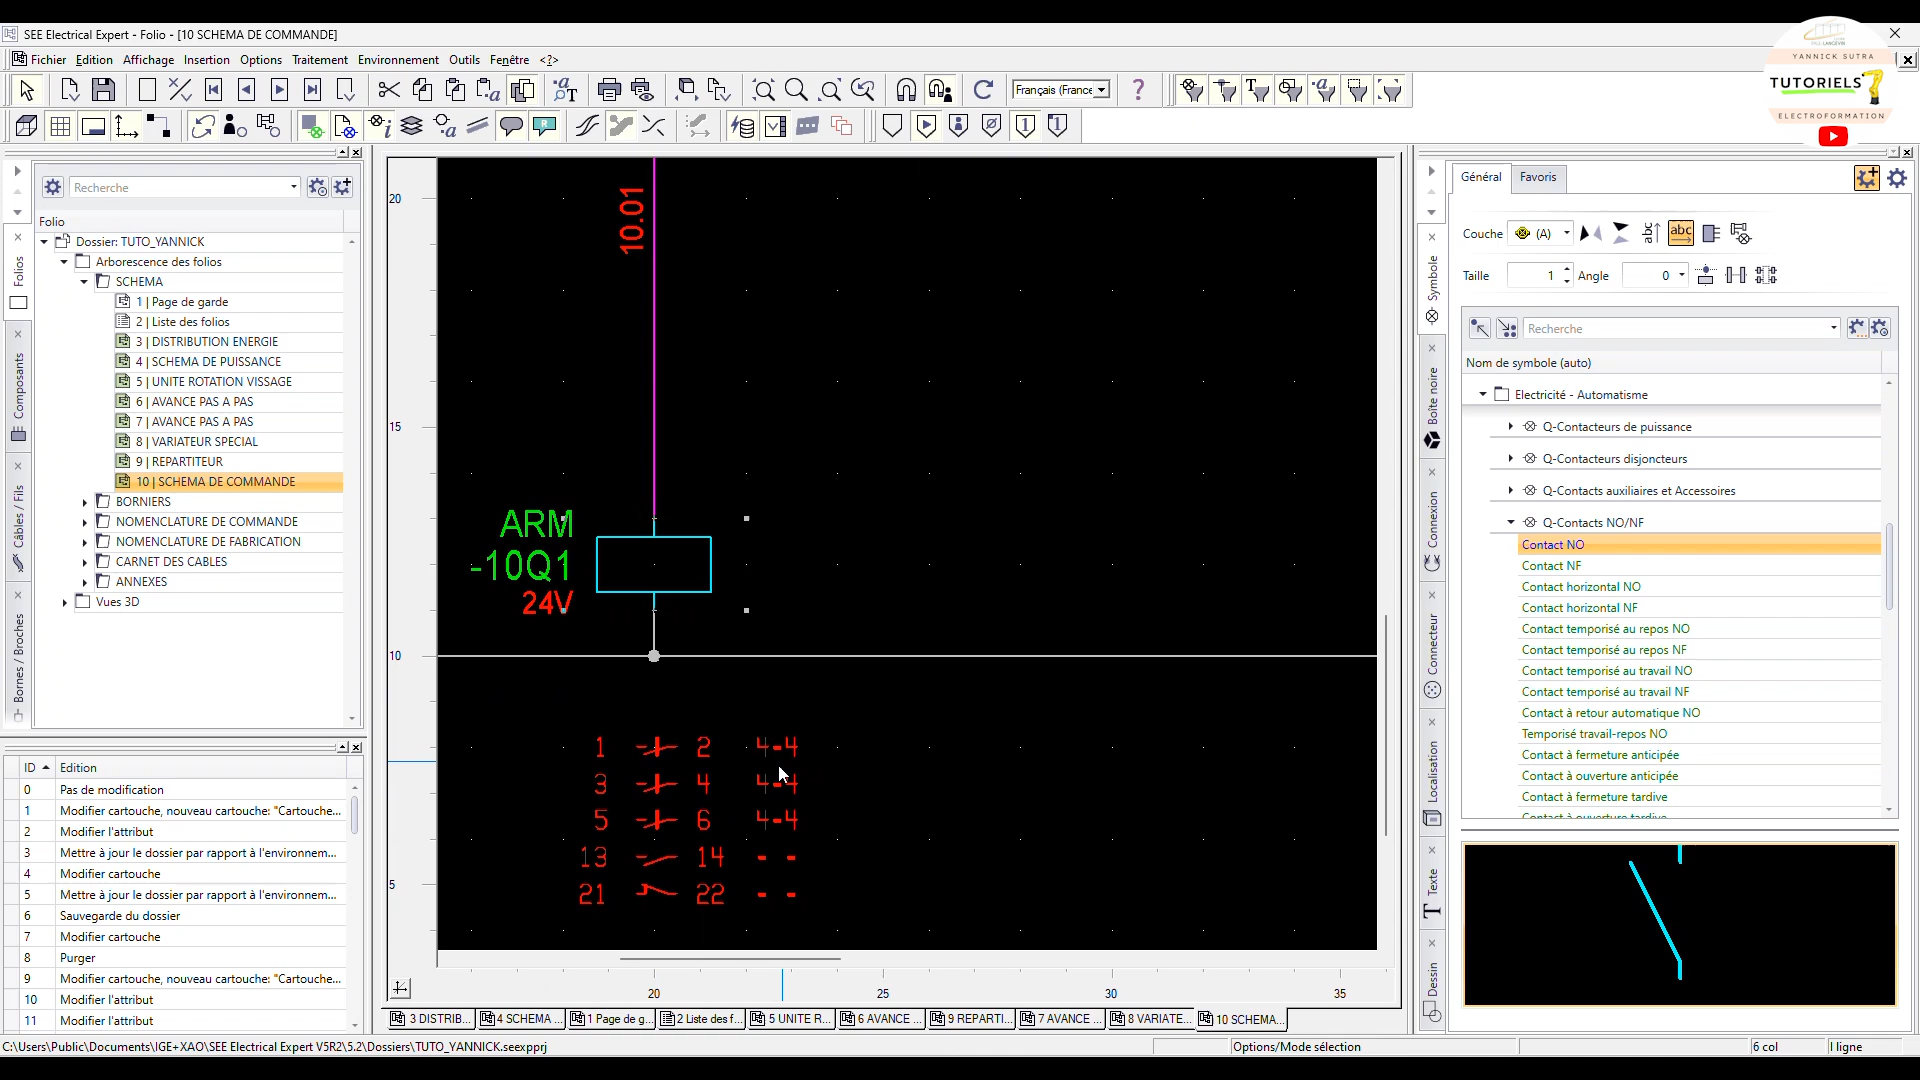 SEE Electrical Expert - Folio - [10 SCHEMA DE COMMANDE]
Fichier Edition Affichage Insertion Options Traitement Environnement Outils Fenêtre <?>
Français (France
YANNICK SUTRA
TUTORIELS
ELECTROFORMATION
Recherche
Folio
Dossier: TUTO_YANNICK
Arborescence des folios
SCHEMA
1 | Page de garde
2 | Liste des folios
3 | DISTRIBUTION ENERGIE
4 | SCHEMA DE PUISSANCE
5 | UNITE ROTATION VISSAGE
6 | AVANCE PAS A PAS
7 | AVANCE PAS A PAS
8 | VARIATEUR SPECIAL
9 | REPARTITEUR
10 | SCHEMA DE COMMANDE
BORNIERS
NOMENCLATURE DE COMMANDE
NOMENCLATURE DE FABRICATION
CARNET DES CABLES
ANNEXES
Vues 3D
Folios
Composants
Câbles / Fils
Bornes / Broches
ID Edition
0 Pas de modification
1 Modifier cartouche, nouveau cartouche: "Cartouche...
2 Modifier l'attribut
3 Mettre à jour le dossier par rapport à l'environnem...
4 Modifier cartouche
5 Mettre à jour le dossier par rapport à l'environnem...
6 Sauvegarde du dossier
7 Modifier cartouche
8 Purger
9 Modifier cartouche, nouveau cartouche: "Cartouche...
10 Modifier l'attribut
11 Modifier l'attribut
20
15
10
5
10.01
ARM
-10Q1
24V
1 2 4-4
3 4 4-4
5 6 4-4
13 14 - -
21 22 - -
20 25 30 35
3 DISTRIB... 4 SCHEMA ... 1 Page de g... 2 Liste des f... 5 UNITE R... 6 AVANCE ... 9 REPARTI... 7 AVANCE ... 8 VARIATE... 10 SCHEMA...
Symbole
Boîte noire
Connexion
Connecteur
Localisation
Texte
Dessin
Général Favoris
Couche (A) abc abc
Taille 1 Angle 0
Recherche
Nom de symbole (auto)
Electricité - Automatisme
Q-Contacteurs de puissance
Q-Contacteurs disjoncteurs
Q-Contacts auxiliaires et Accessoires
Q-Contacts NO/NF
Contact NO
Contact NF
Contact horizontal NO
Contact horizontal NF
Contact temporisé au repos NO
Contact temporisé au repos NF
Contact temporisé au travail NO
Contact temporisé au travail NF
Contact à retour automatique NO
Temporisé travail-repos NO
Contact à fermeture anticipée
Contact à ouverture anticipée
Contact à fermeture tardive
Contact à ouverture tardive
C:\Users\Public\Documents\IGE+XAO\SEE Electrical Expert V5R2\5.2\Dossiers\TUTO_YANNICK.seexpprj
Options/Mode sélection
6 col
l ligne